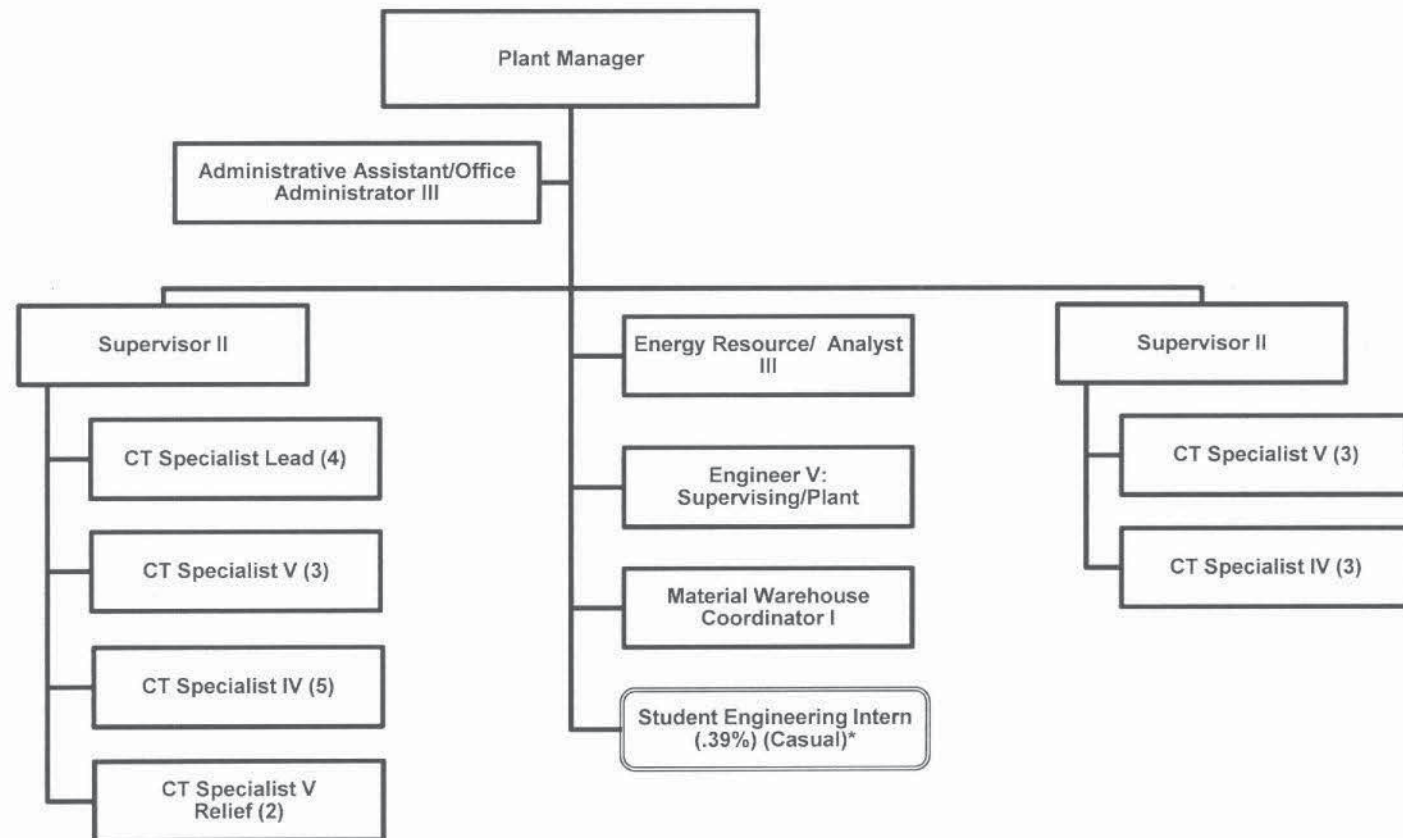 Plant Manager
Administrative Assistant/Office
Administrator III
Supervisor II
CT Specialist Lead (4)
CT Specialist V (3)
CT Specialist IV (5)
CT Specialist V
Relief (2)
Energy Resource/ Analyst
III
Engineer V:
Supervising/Plant
Material Warehouse
Coordinator I
Student Engineering Intern
(.39%) (Casual)*
Supervisor II
CT Specialist V (3)
CT Specialist IV (3)